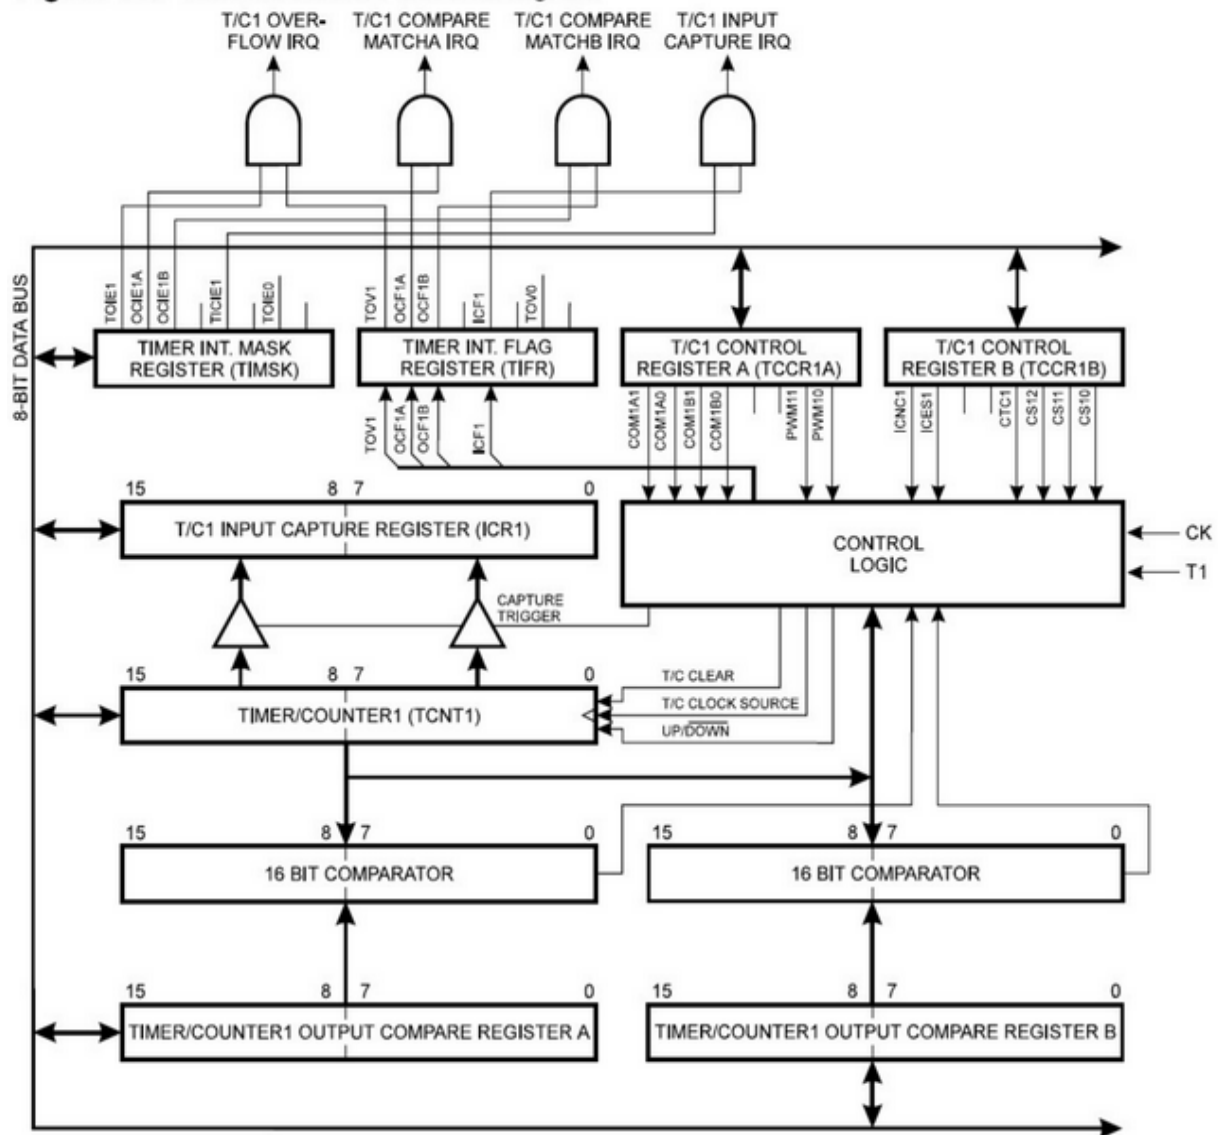 T/C1 OVER-
FLOW IRQ
T/C1 COMPARE
MATCHA IRQ
T/C1 COMPARE
MATCHB IRQ
T/C1 INPUT
CAPTURE IRQ
8-BIT DATA BUS
TOIE1
OCIE1A
OCIE1B
TICIE1
TOIE0
TOV1
OCF1A
OCF1B
ICF1
TOV0
TIMER INT. MASK
REGISTER (TIMSK)
TIMER INT. FLAG
REGISTER (TIFR)
T/C1 CONTROL
REGISTER A (TCCR1A)
T/C1 CONTROL
REGISTER B (TCCR1B)
TOV1
OCF1A
OCF1B
ICF1
COM1A1
COM1A0
COM1B1
COM1B0
PWM11
PWM10
ICNC1
ICES1
CTC1
CS12
CS11
CS10
15 8 7 0
T/C1 INPUT CAPTURE REGISTER (ICR1)
CONTROL
LOGIC
CK
T1
CAPTURE
TRIGGER
15 8 7 0
TIMER/COUNTER1 (TCNT1)
T/C CLEAR
T/C CLOCK SOURCE
UP/DOWN
15 8 7 0
16 BIT COMPARATOR
15 8 7 0
16 BIT COMPARATOR
15 8 7 0
TIMER/COUNTER1 OUTPUT COMPARE REGISTER A
15 8 7 0
TIMER/COUNTER1 OUTPUT COMPARE REGISTER B